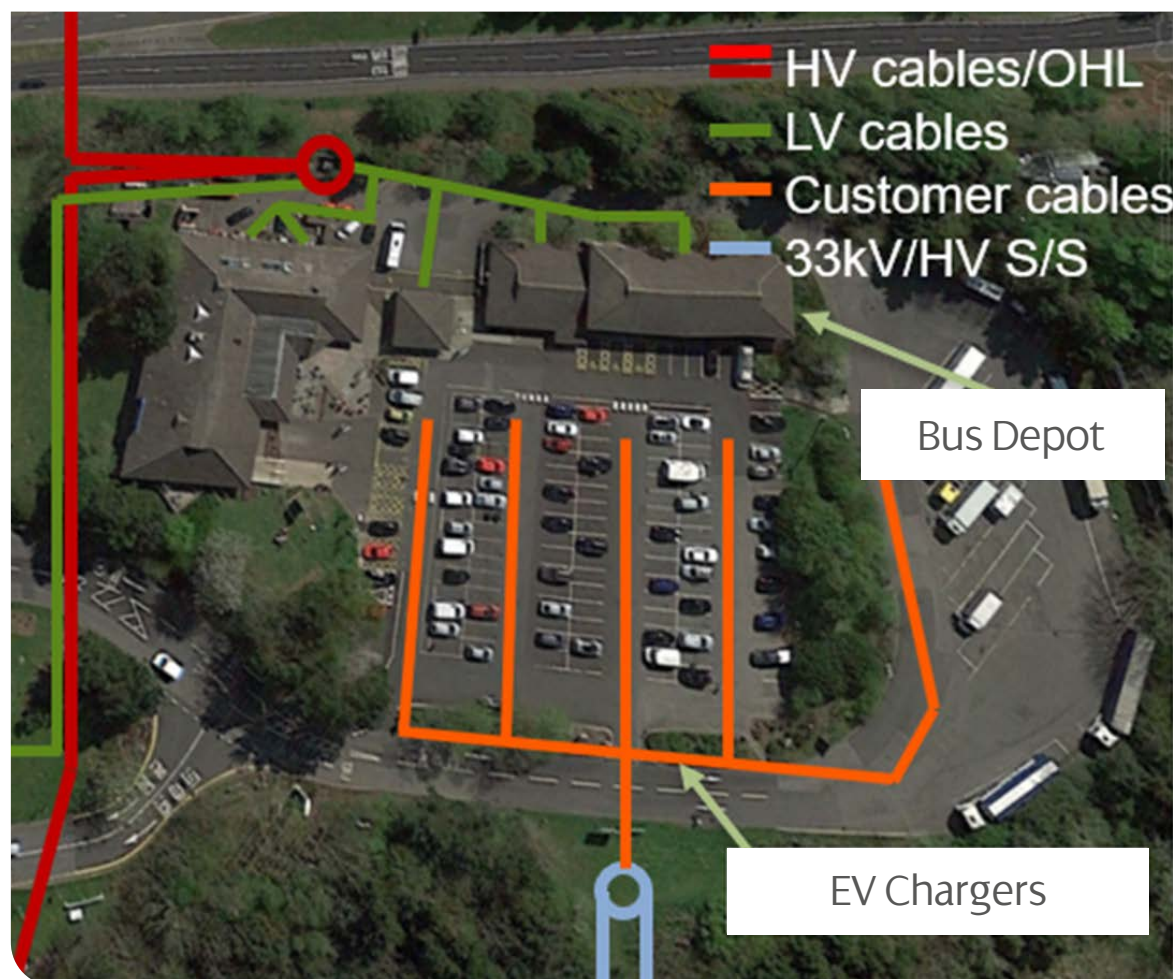 HV cables/OHL
LV cables
Customer cables
33kV/HV S/S
Bus Depot
EV Chargers